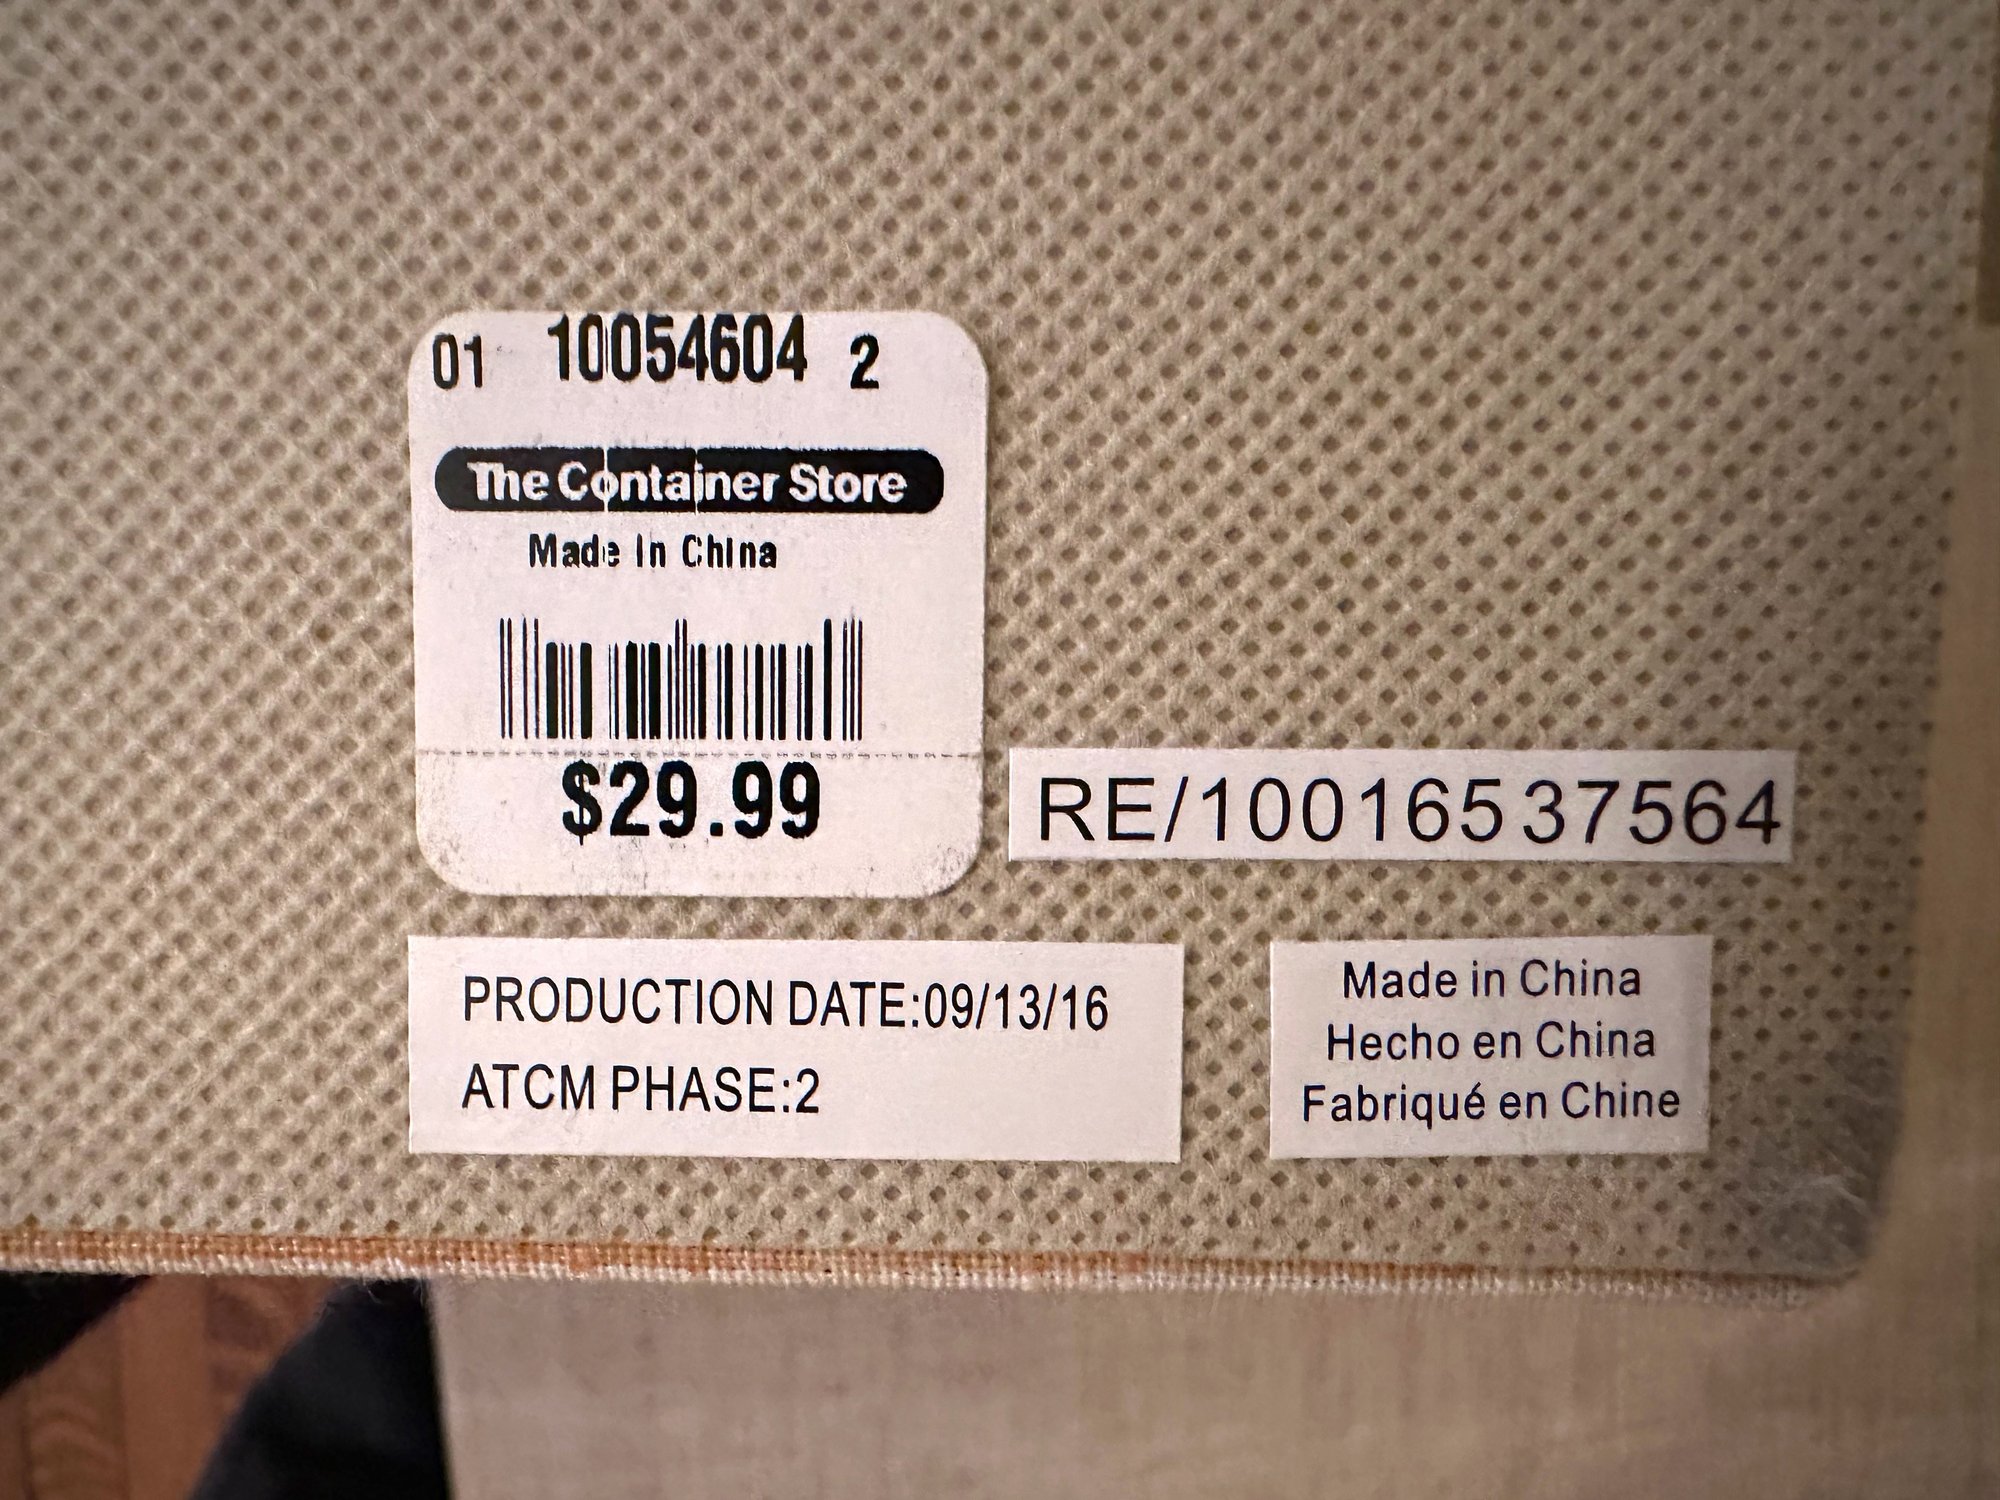 01 10054604 2
The Container Store
Made In China
$29.99
RE/10016537564
PRODUCTION DATE:09/13/16
ATCM PHASE:2
Made in China
Hecho en China
Fabriqué en Chine